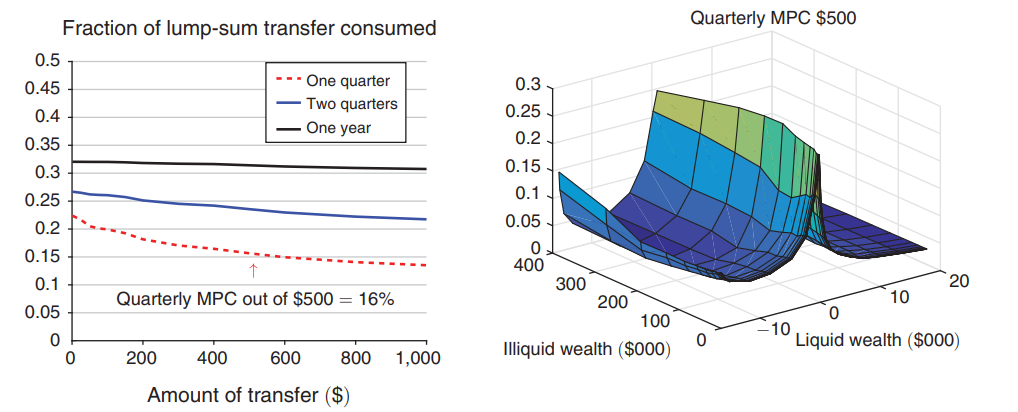 Fraction of lump-sum transfer consumed
0.5
0.45
0.4
0.35
0.3
0.25
0.2
0.15
0.1
0.05
0
One quarter
Two quarters
One year
↑
Quarterly MPC out of $500 = 16%
0 200 400 600 800 1,000
Amount of transfer ($)
Quarterly MPC $500
0.3
0.25
0.2
0.15
0.1
0.05
0
400
300
200
100
0
−10
0
10
20
Illiquid wealth ($000)
Liquid wealth ($000)